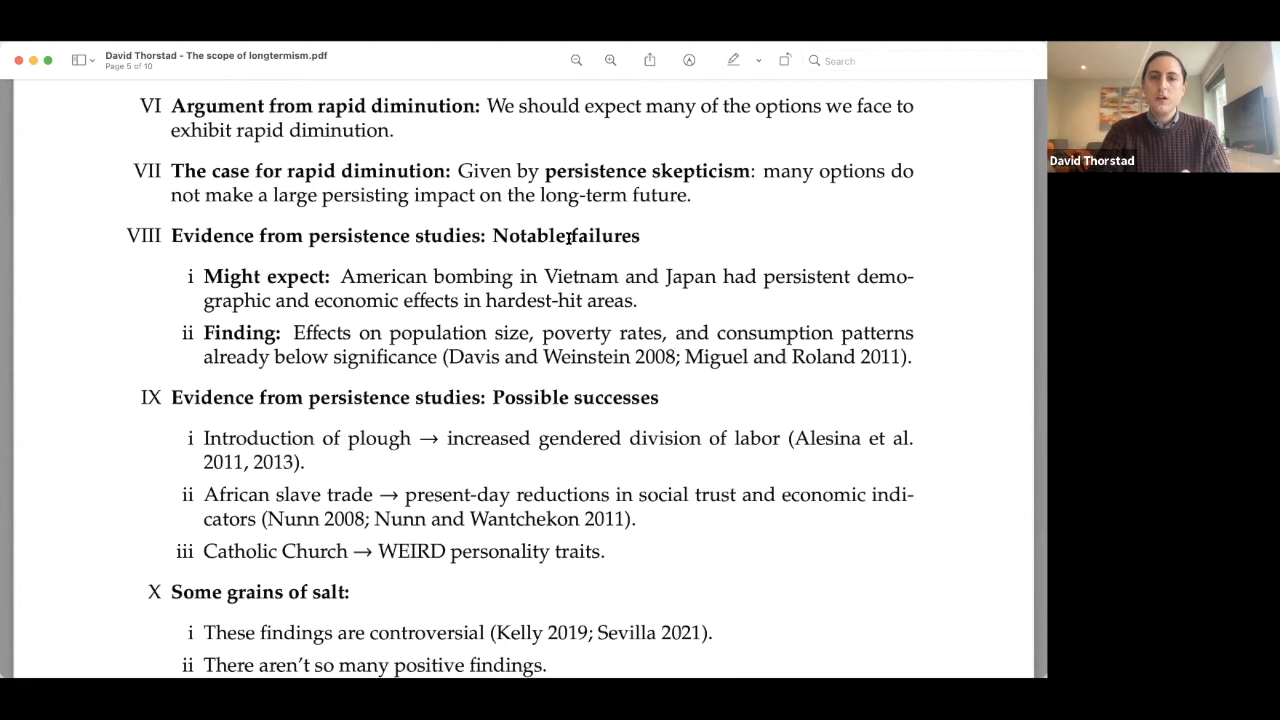 David Thorstad - The scope of longtermism.pdf
Page 5 of 10
Search
VI Argument from rapid diminution: We should expect many of the options we face to
exhibit rapid diminution.
VII The case for rapid diminution: Given by persistence skepticism: many options do
not make a large persisting impact on the long-term future.
VIII Evidence from persistence studies: Notable failures
i Might expect: American bombing in Vietnam and Japan had persistent demo-
graphic and economic effects in hardest-hit areas.
ii Finding: Effects on population size, poverty rates, and consumption patterns
already below significance (Davis and Weinstein 2008; Miguel and Roland 2011).
IX Evidence from persistence studies: Possible successes
i Introduction of plough → increased gendered division of labor (Alesina et al.
2011, 2013).
ii African slave trade → present-day reductions in social trust and economic indi-
cators (Nunn 2008; Nunn and Wantchekon 2011).
iii Catholic Church → WEIRD personality traits.
X Some grains of salt:
i These findings are controversial (Kelly 2019; Sevilla 2021).
ii There aren't so many positive findings.
David Thorstad